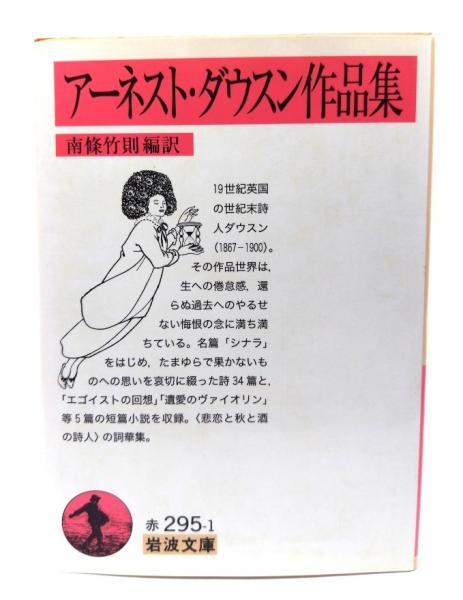 アーネスト・ダウスン作品集
南條竹則編訳
19世紀英国
の世紀末詩
人ダウスン
(1867-1900)。
その作品世界は,
生への倦怠感, 還
らぬ過去へのやるせ
ない悔恨の念に満ち満
ちている。名篇「シナラ」
をはじめ, たまゆらで果かないも
のへの思いを哀切に綴った詩34篇と,
「エゴイストの回想」「遺愛のヴァイオリン」
等5篇の短篇小説を収録。〈悲恋と秋と酒
の詩人〉の詞華集。
赤 295-1
岩波文庫